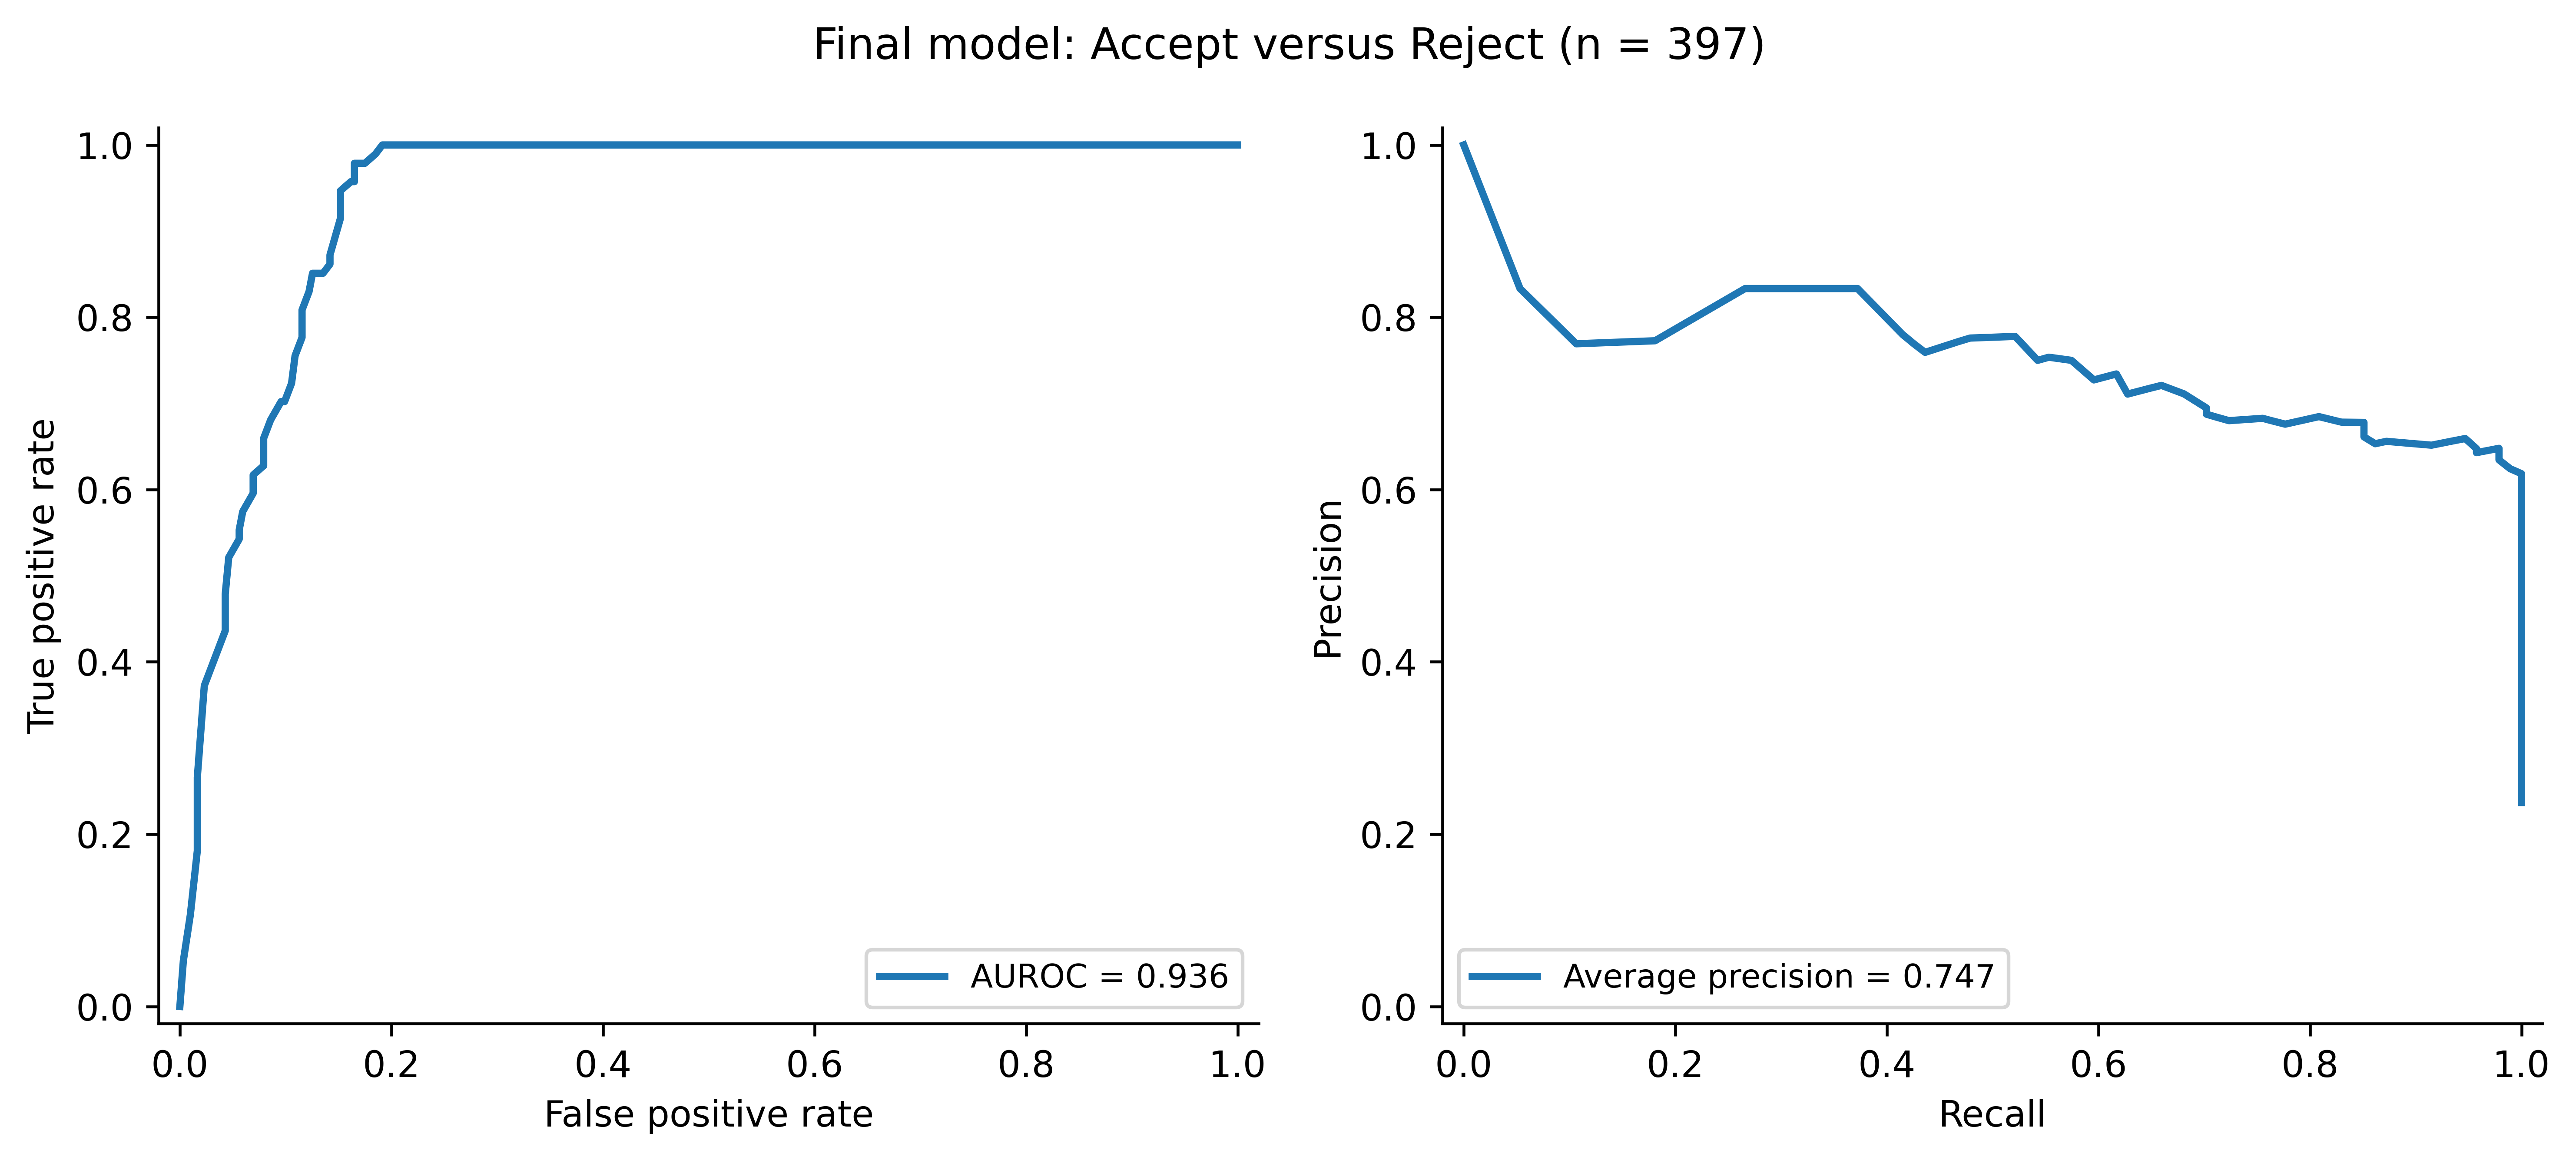 Final model: Accept versus Reject (n = 397)
True positive rate
1.0
0.8
0.6
0.4
0.2
0.0
AUROC = 0.936
0.0 0.2 0.4 0.6 0.8 1.0
False positive rate
Precision
1.0
0.8
0.6
0.4
0.2
0.0
Average precision = 0.747
0.0 0.2 0.4 0.6 0.8 1.0
Recall